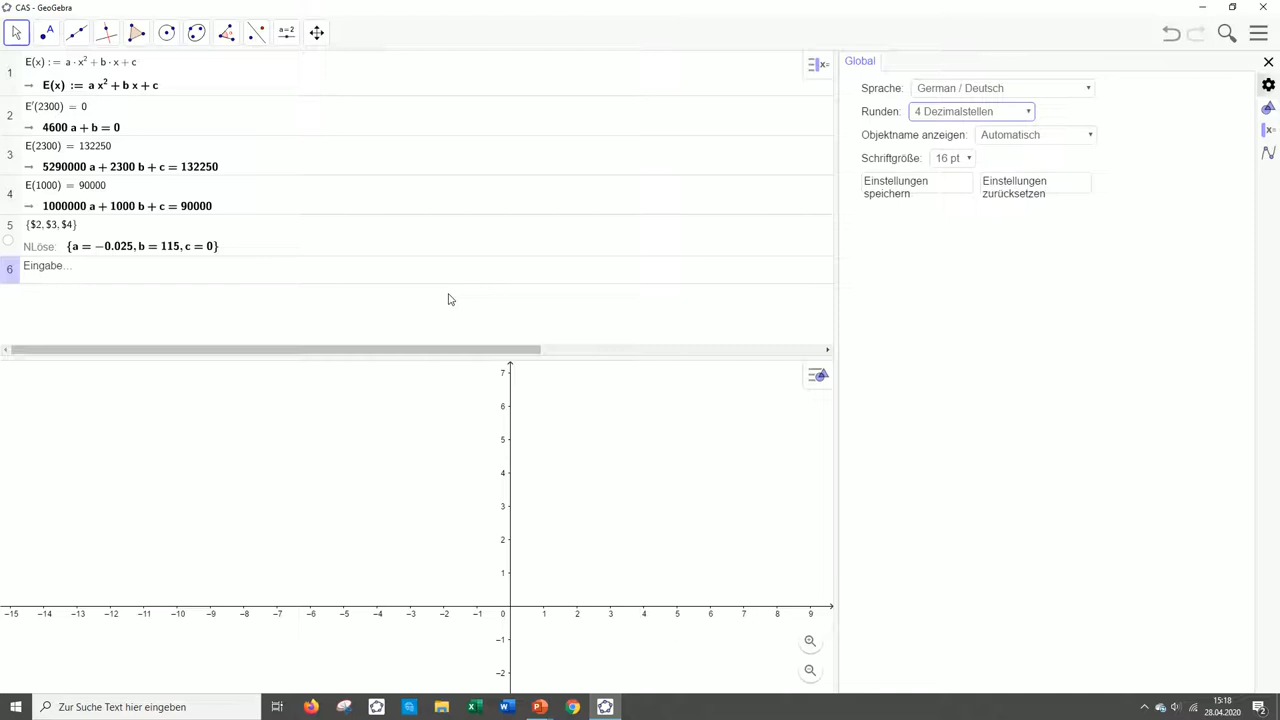 CAS - GeoGebra
a=2
1
E(x) := a · x² + b · x + c
→ E(x) := a x² + b x + c
x=
2
E′(2300) = 0
→ 4600 a + b = 0
3
E(2300) = 132250
→ 5290000 a + 2300 b + c = 132250
4
E(1000) = 90000
→ 1000000 a + 1000 b + c = 90000
5
{$2, $3, $4}
NLöse: {a = −0.025, b = 115, c = 0}
6
Eingabe…
Global
Sprache: German / Deutsch
Runden: 4 Dezimalstellen
Objektname anzeigen: Automatisch
Schriftgröße: 16 pt
Einstellungen speichern
Einstellungen zurücksetzen
x=
7
6
5
4
3
2
1
−15 −14 −13 −12 −11 −10 −9 −8 −7 −6 −5 −4 −3 −2 −1 0 1 2 3 4 5 6 7 8 9
−1
−2
Zur Suche Text hier eingeben
15:18
28.04.2020
2